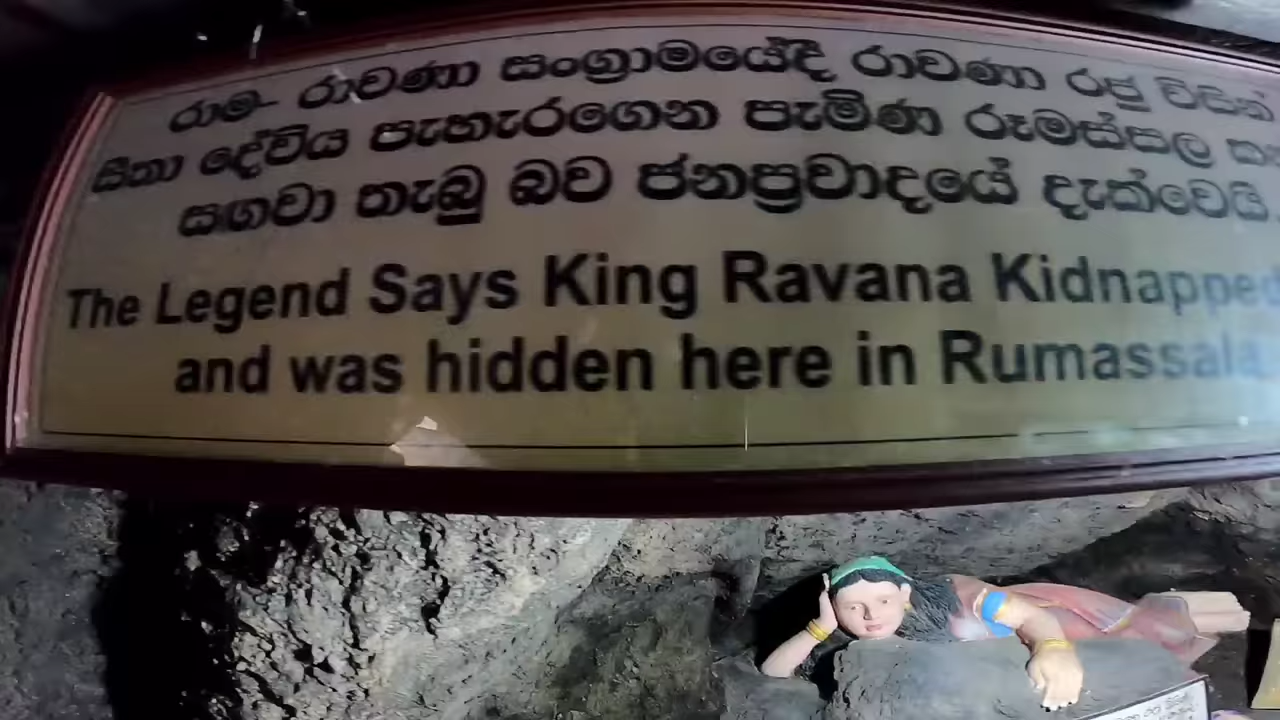 රාම- රාවණා සංග්‍රාමයේදී රාවණා රජු විසින්
සීතා දේවිය පැහැරගෙන පැමිණ රූමස්සල
සඟවා තැබූ බව ජනප්‍රවාදයේ දැක්වෙයි
The Legend Says King Ravana Kidnapped
and was hidden here in Rumassala